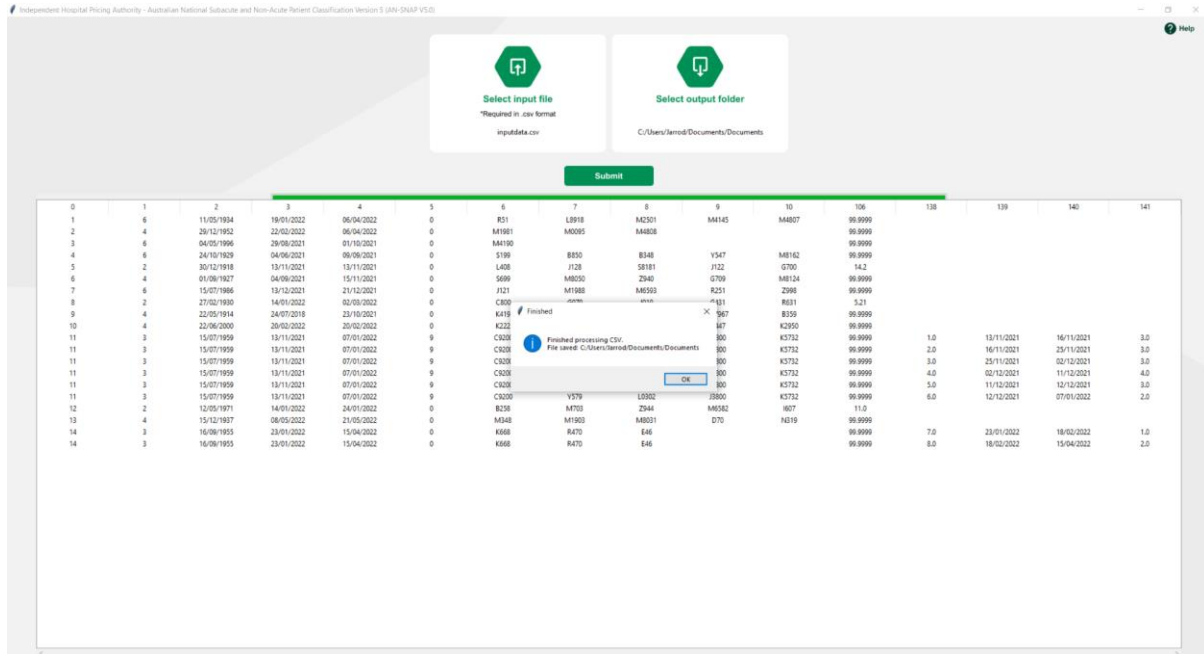 Independent Hospital Pricing Authority - Australian National Subacute and Non-Acute Patient Classification Version 5 (AN-SNAP V5.0)
Help
Select input file
*Required in .csv format
inputdata.csv
Select output folder
C:/Users/Jarrod/Documents/Documents
Submit
0 1 2 3 4 5 6 7 8 9 10 106 138 139 140 141
1 6 11/05/1934 19/01/2022 06/04/2022 0 R51 L8918 M2501 M4145 M4807 99.9999
2 4 29/12/1952 22/02/2022 06/04/2022 0 M1981 M0095 M4808 99.9999
3 6 04/05/1996 29/08/2021 01/10/2021 0 M4190 99.9999
4 6 24/10/1929 04/06/2021 09/09/2021 0 S199 B850 B348 Y547 M8162 99.9999
5 2 30/12/1918 13/11/2021 13/11/2021 0 L408 J128 S8181 J122 G700 14.2
6 4 01/08/1927 04/09/2021 15/11/2021 0 S699 M8050 Z940 G709 M8124 99.9999
7 6 15/07/1986 13/12/2021 21/12/2021 0 J121 M1988 M6593 R251 Z998 99.9999
8 2 27/02/1930 14/01/2022 02/03/2022 0 C800 R631 5.21
9 4 22/05/1914 24/07/2018 23/10/2021 0 K419 B359 99.9999
10 4 22/06/2000 20/02/2022 20/02/2022 0 K222 K2950 99.9999
11 3 15/07/1959 13/11/2021 07/01/2022 9 K5732 99.9999 1.0 13/11/2021 16/11/2021 3.0
11 3 15/07/1959 13/11/2021 07/01/2022 9 K5732 99.9999 2.0 16/11/2021 25/11/2021 3.0
11 3 15/07/1959 13/11/2021 07/01/2022 9 K5732 99.9999 3.0 25/11/2021 02/12/2021 3.0
11 3 15/07/1959 13/11/2021 07/01/2022 9 K5732 99.9999 4.0 02/12/2021 11/12/2021 4.0
11 3 15/07/1959 13/11/2021 07/01/2022 9 K5732 99.9999 5.0 11/12/2021 12/12/2021 3.0
11 3 15/07/1959 13/11/2021 07/01/2022 9 C9200 Y579 L0302 J3800 K5732 99.9999 6.0 12/12/2021 07/01/2022 2.0
12 2 12/05/1971 14/01/2022 24/01/2022 0 B258 M703 Z944 M6582 I607 11.0
13 4 15/12/1937 08/05/2022 21/05/2022 0 M348 M1903 M8031 D70 N319 99.9999
14 3 16/09/1955 23/01/2022 15/04/2022 0 K668 R470 E46 99.9999 7.0 23/01/2022 18/02/2022 1.0
14 3 16/09/1955 23/01/2022 15/04/2022 0 K668 R470 E46 99.9999 8.0 18/02/2022 15/04/2022 2.0
Finished
Finished processing CSV.
File saved: C:/Users/Jarrod/Documents/Documents
OK